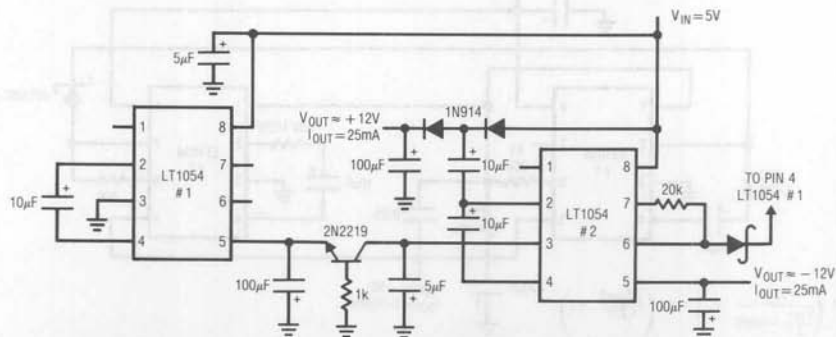 VIN=5V
5µF
1N914
VOUT≈+12V
IOUT=25mA
1
2
3
4
LT1054
#1
8
7
6
5
10µF
100µF
10µF
10µF
1
2
3
4
LT1054
#2
8
7
6
5
20k
TO PIN 4
LT1054 #1
2N2219
100µF
1k
5µF
VOUT≈−12V
IOUT=25mA
100µF